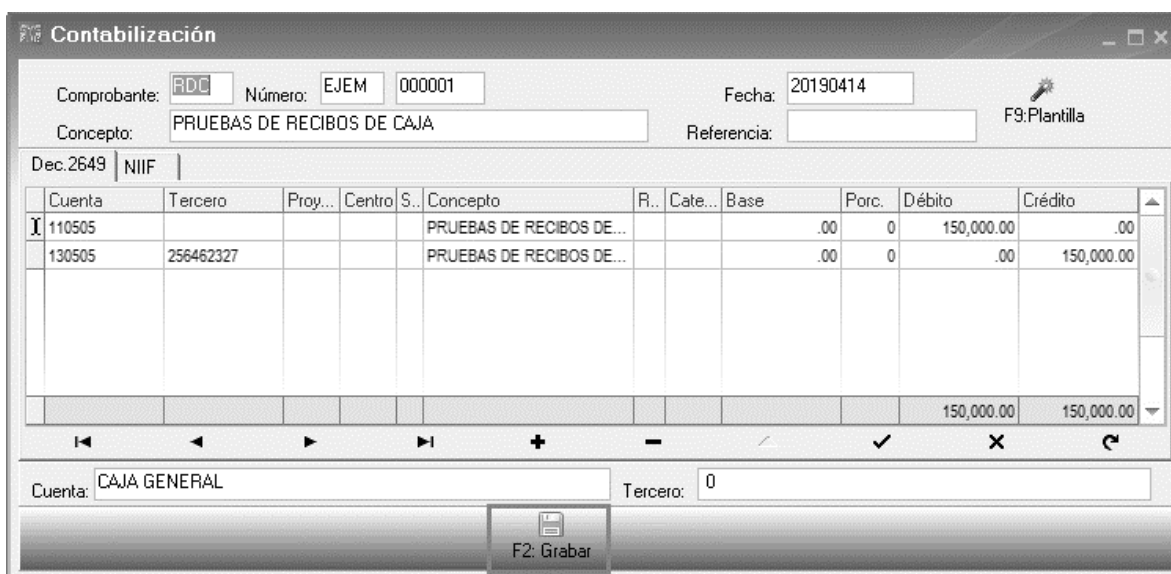 Contabilización
Comprobante: RDC Número: EJEM 000001 Fecha: 20190414
F9:Plantilla
Concepto: PRUEBAS DE RECIBOS DE CAJA Referencia:
Dec.2649 NIIF
Cuenta Tercero Proy... Centro S.. Concepto R.. Cate... Base Porc. Débito Crédito
110505 PRUEBAS DE RECIBOS DE... .00 0 150,000.00 .00
130505 256462327 PRUEBAS DE RECIBOS DE... .00 0 .00 150,000.00
150,000.00 150,000.00
Cuenta: CAJA GENERAL Tercero: 0
F2: Grabar